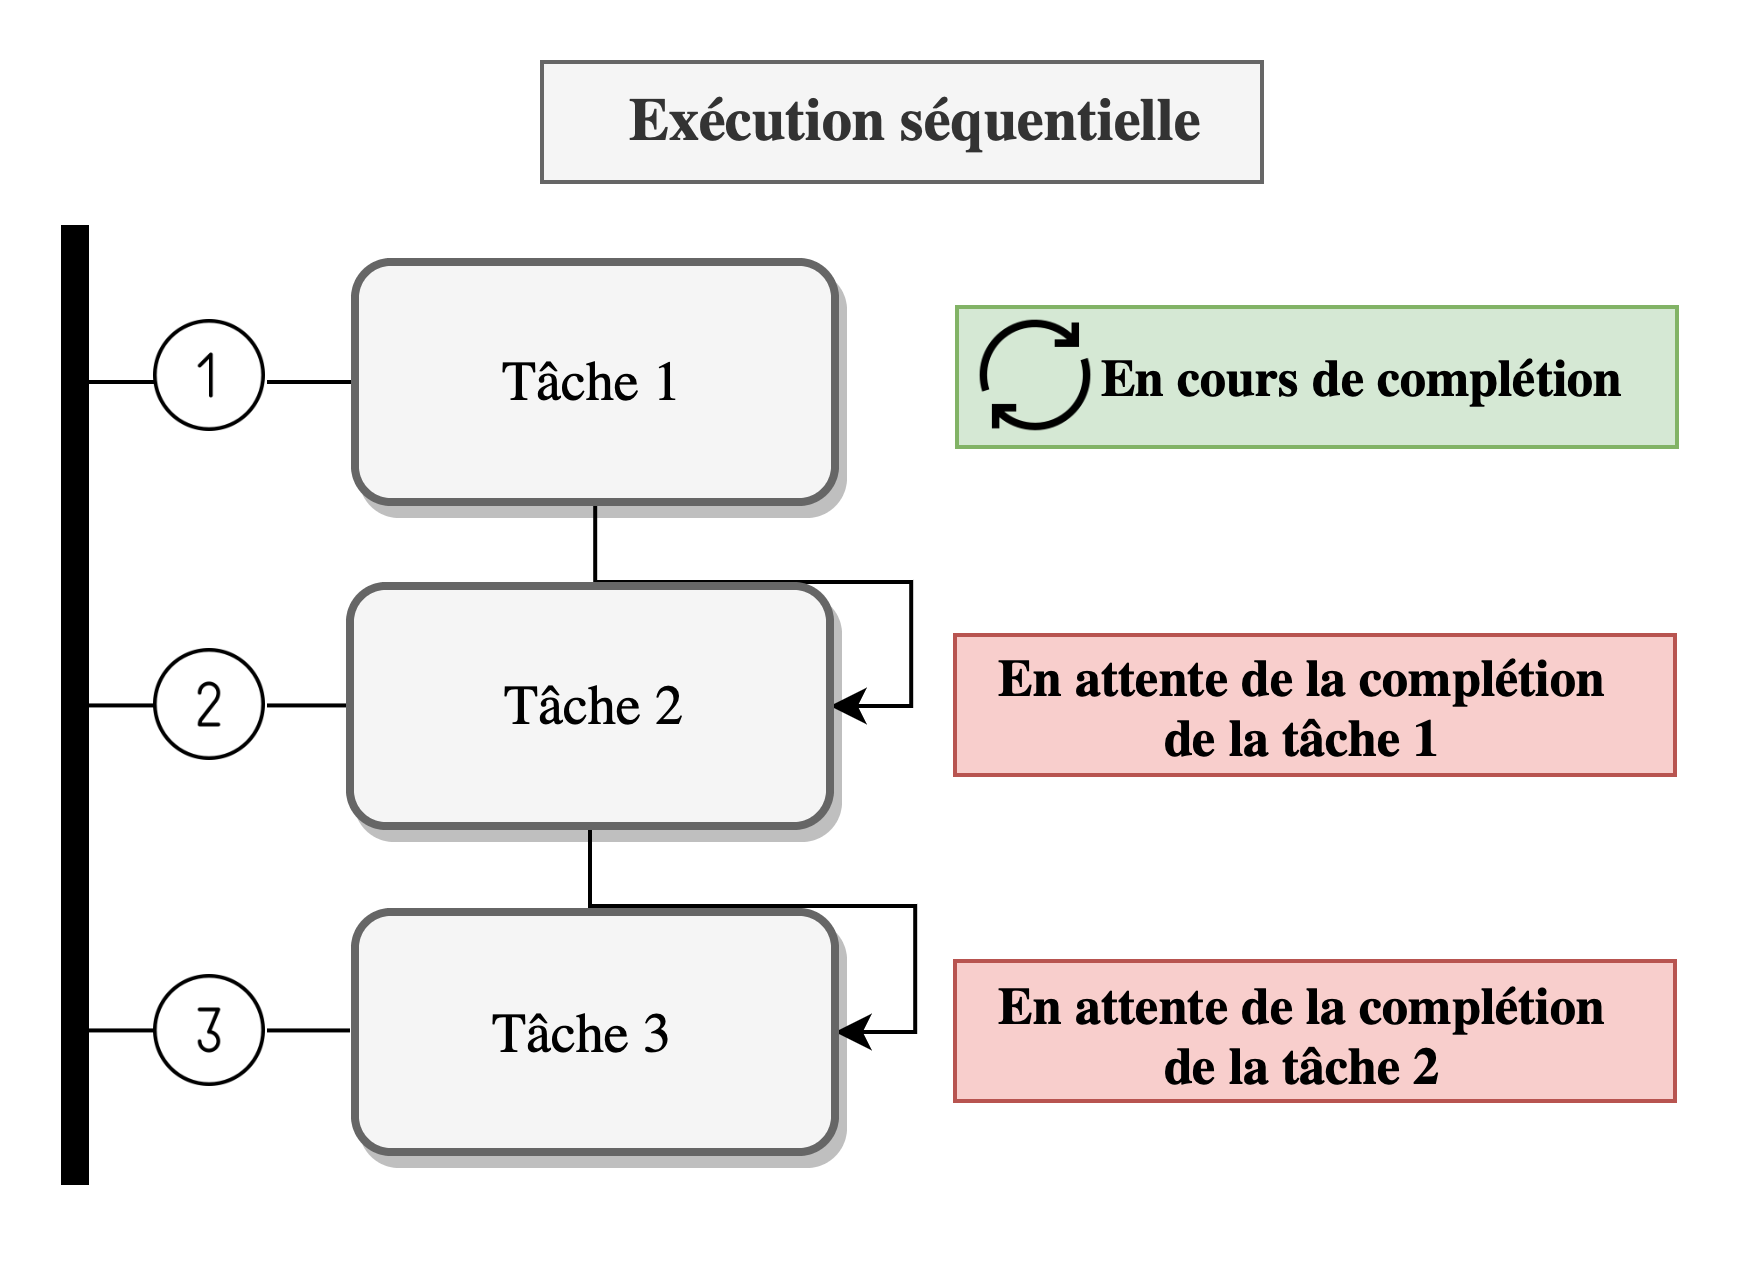 Exécution séquentielle
1
Tâche 1
En cours de complétion
2
Tâche 2
En attente de la complétion
de la tâche 1
3
Tâche 3
En attente de la complétion
de la tâche 2